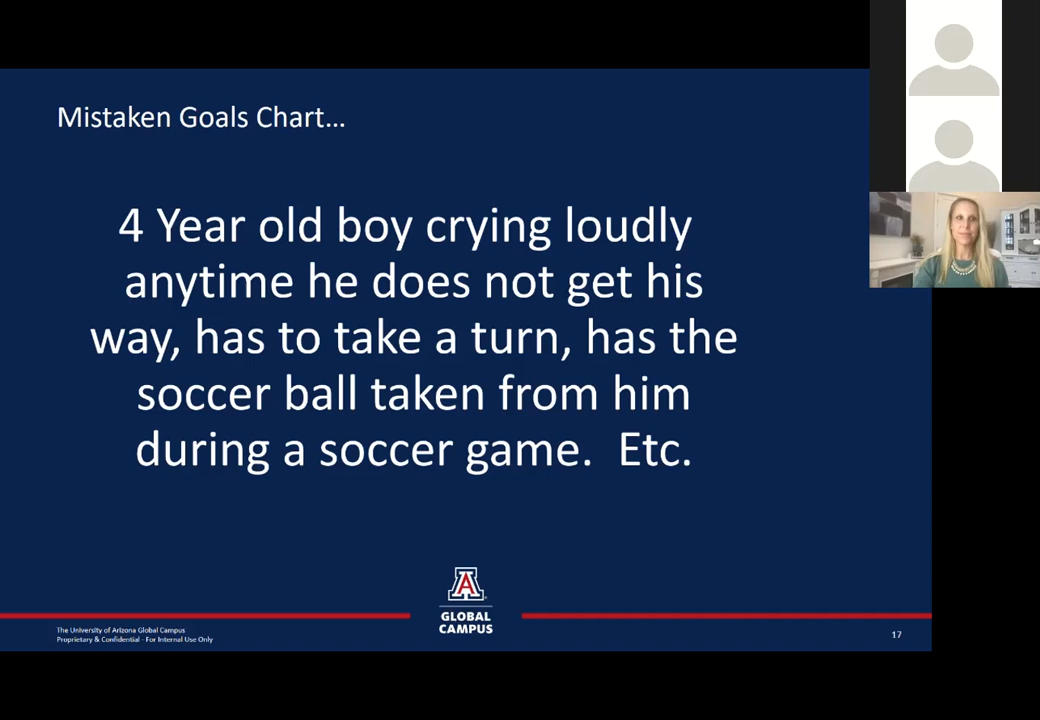 Mistaken Goals Chart...
4 Year old boy crying loudly
anytime he does not get his
way, has to take a turn, has the
soccer ball taken from him
during a soccer game.  Etc.
A
GLOBAL
CAMPUS
The University of Arizona Global Campus
Proprietary & Confidential - For Internal Use Only
17